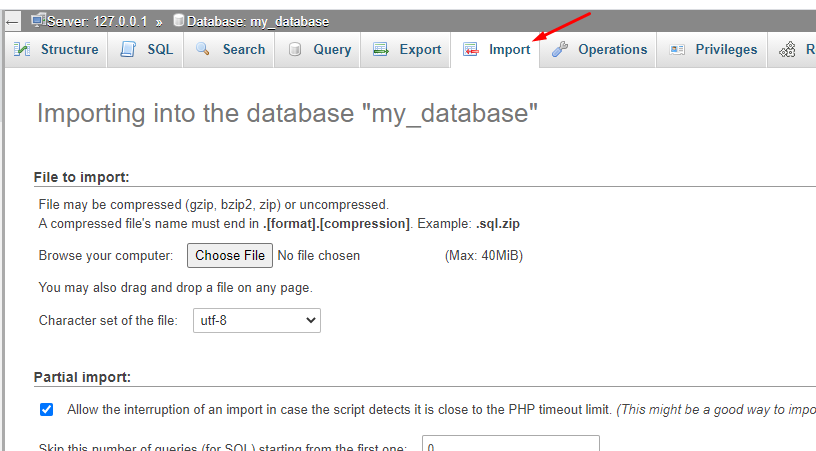 Server: 127.0.0.1 » Database: my_database
Structure SQL Search Query Export Import Operations Privileges R
Importing into the database "my_database"
File to import:
File may be compressed (gzip, bzip2, zip) or uncompressed.
A compressed file's name must end in .[format].[compression]. Example: .sql.zip
Browse your computer: Choose File No file chosen (Max: 40MiB)
You may also drag and drop a file on any page.
Character set of the file: utf-8
Partial import:
Allow the interruption of an import in case the script detects it is close to the PHP timeout limit. (This might be a good way to impo
Skip this number of queries (for SQL) starting from the first one: 0